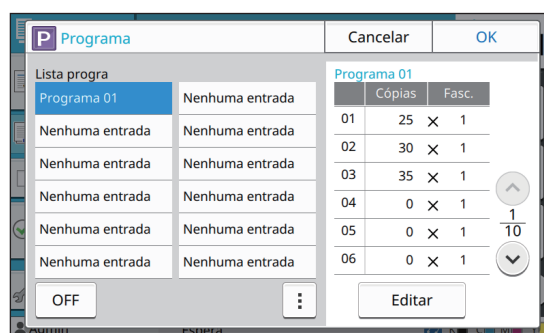 P Programa
Cancelar
OK
Lista progra
Programa 01
Nenhuma entrada
Nenhuma entrada
Nenhuma entrada
Nenhuma entrada
Nenhuma entrada
Nenhuma entrada
Nenhuma entrada
Nenhuma entrada
Nenhuma entrada
Nenhuma entrada
Nenhuma entrada
OFF
Programa 01
Cópias Fasc.
01 25 × 1
02 30 × 1
03 35 × 1
04 0 × 1
05 0 × 1
06 0 × 1
1
10
Editar
Admin Espera